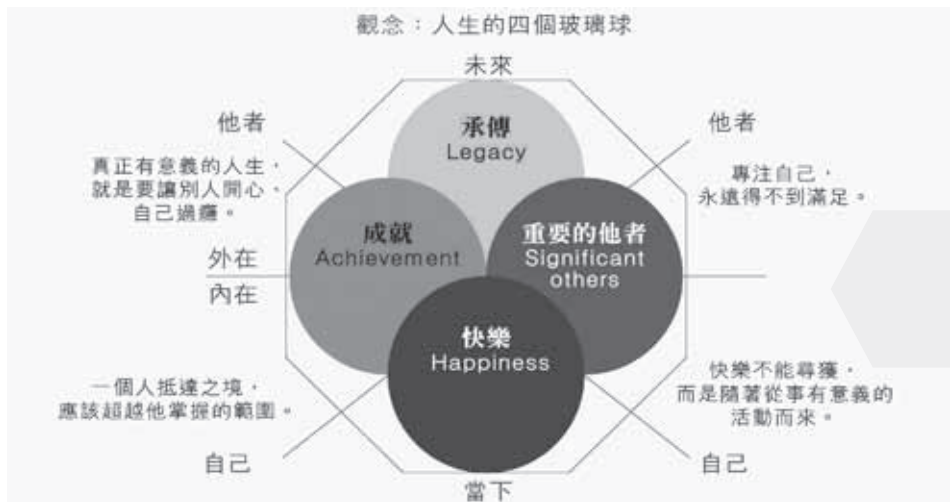 觀念：人生的四個玻璃球
未來
他者
真正有意義的人生，
就是要讓別人開心、
自己過癮。
承傳
Legacy
他者
專注自己，
永遠得不到滿足。
成就
Achievement
重要的他者
Significant
others
外在
內在
快樂
Happiness
一個人抵達之境，
應該超越他掌握的範圍。
快樂不能尋獲，
而是隨著從事有意義的
活動而來。
自己
自己
當下